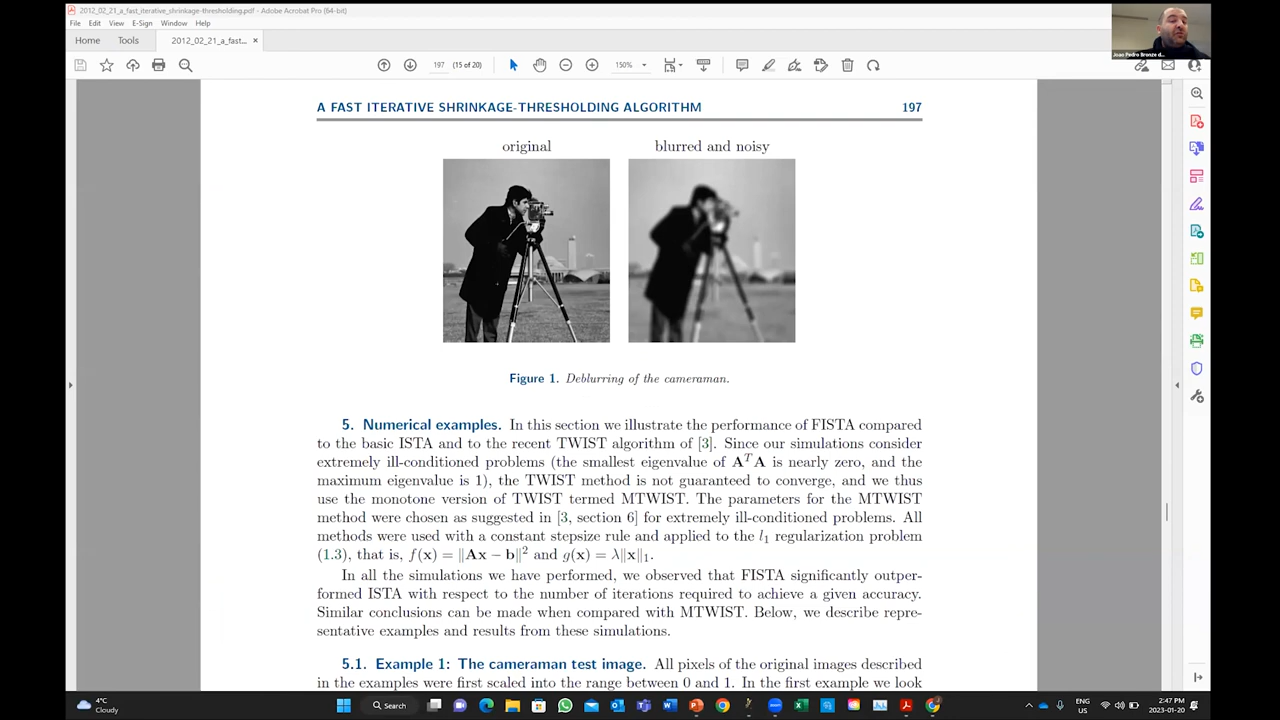 2012_02_21_a_fast_iterative_shrinkage-thresholding.pdf - Adobe Acrobat Pro (64-bit)
File Edit View E-Sign Window Help
Home Tools 2012_02_21_a_fast... ×
(17 of 20) 150%
A FAST ITERATIVE SHRINKAGE-THRESHOLDING ALGORITHM 197
original blurred and noisy
Figure 1. Deblurring of the cameraman.
5. Numerical examples. In this section we illustrate the performance of FISTA compared
to the basic ISTA and to the recent TWIST algorithm of [3]. Since our simulations consider
extremely ill-conditioned problems (the smallest eigenvalue of AᵀA is nearly zero, and the
maximum eigenvalue is 1), the TWIST method is not guaranteed to converge, and we thus
use the monotone version of TWIST termed MTWIST. The parameters for the MTWIST
method were chosen as suggested in [3, section 6] for extremely ill-conditioned problems. All
methods were used with a constant stepsize rule and applied to the l₁ regularization problem
(1.3), that is, f(x) = ‖Ax − b‖² and g(x) = λ‖x‖₁.
In all the simulations we have performed, we observed that FISTA significantly outper-
formed ISTA with respect to the number of iterations required to achieve a given accuracy.
Similar conclusions can be made when compared with MTWIST. Below, we describe repre-
sentative examples and results from these simulations.
5.1. Example 1: The cameraman test image. All pixels of the original images described
in the examples were first scaled into the range between 0 and 1. In the first example we look
Joao Pedro Bronze d...
4°C
Cloudy
Search
ENG
US
2:47 PM
2023-01-20